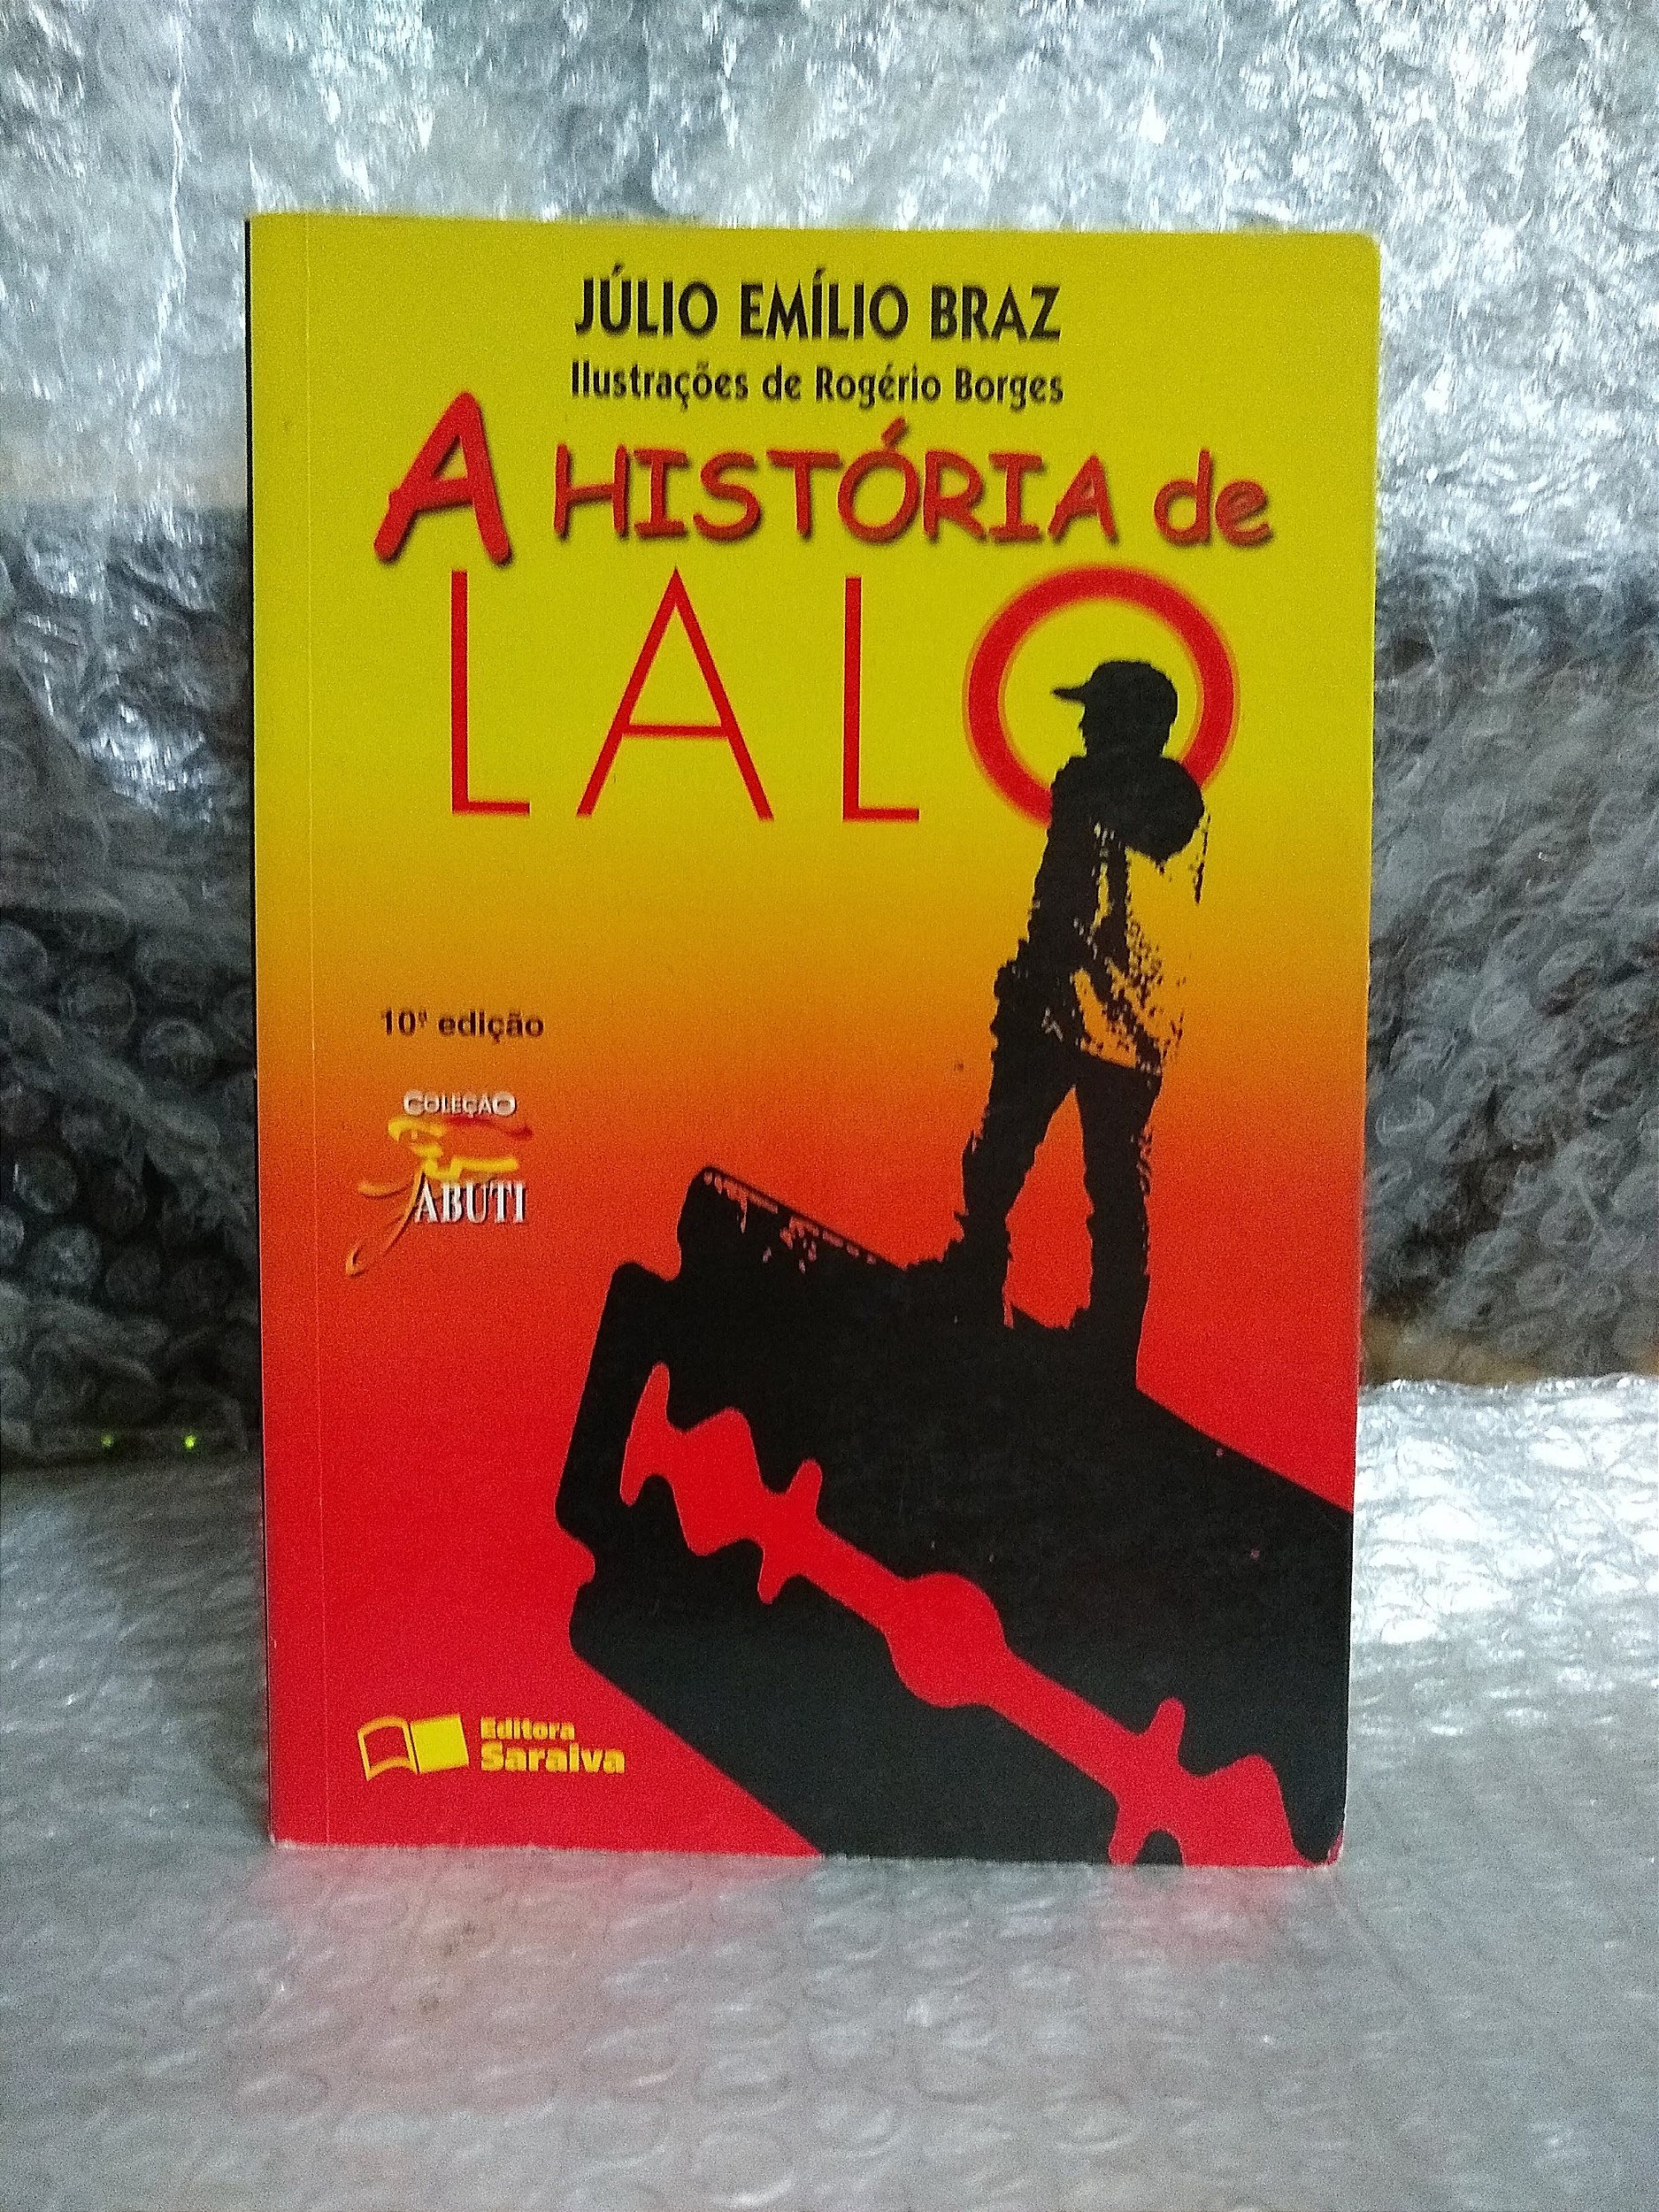 JÚLIO EMÍLIO BRAZ
Ilustrações de Rogério Borges
A HISTÓRIA de
LALO
10ª edição
COLEÇÃO
JABUTI
Editora
Saraiva